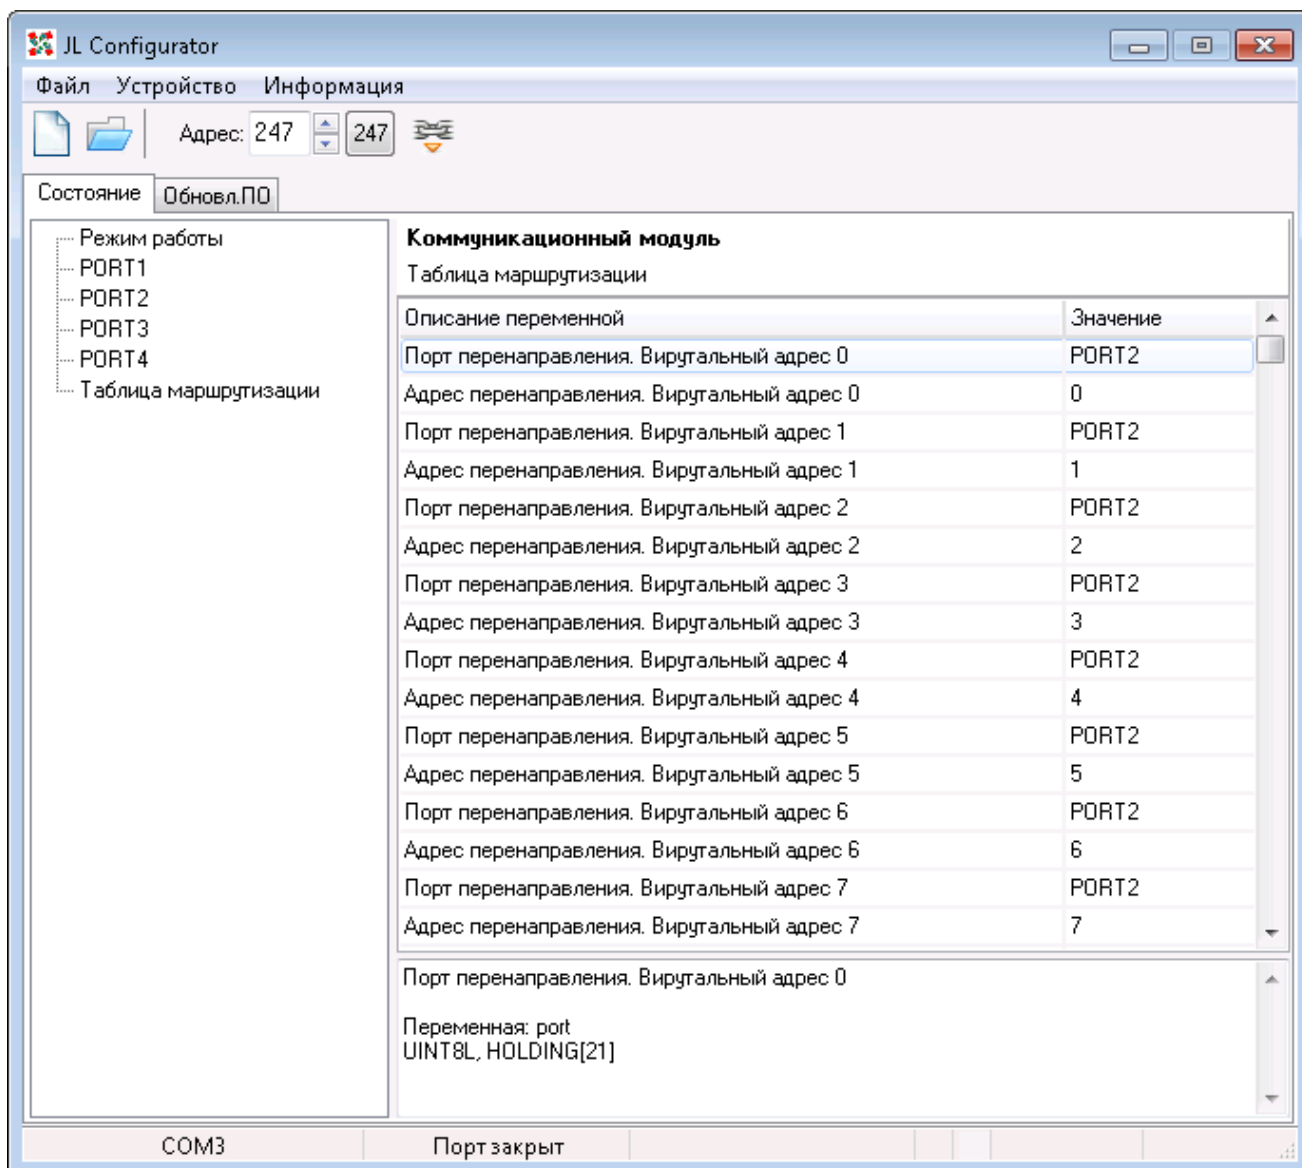 JL Configurator
Файл Устройство Информация
Адрес: 247 247
Состояние Обновл.ПО
Режим работы
PORT1
PORT2
PORT3
PORT4
Таблица маршрутизации
Коммуникационный модуль
Таблица маршрутизации
Описание переменной Значение
Порт перенаправления. Вирутальный адрес 0 PORT2
Адрес перенаправления. Вирутальный адрес 0 0
Порт перенаправления. Вирутальный адрес 1 PORT2
Адрес перенаправления. Вирутальный адрес 1 1
Порт перенаправления. Вирутальный адрес 2 PORT2
Адрес перенаправления. Вирутальный адрес 2 2
Порт перенаправления. Вирутальный адрес 3 PORT2
Адрес перенаправления. Вирутальный адрес 3 3
Порт перенаправления. Вирутальный адрес 4 PORT2
Адрес перенаправления. Вирутальный адрес 4 4
Порт перенаправления. Вирутальный адрес 5 PORT2
Адрес перенаправления. Вирутальный адрес 5 5
Порт перенаправления. Вирутальный адрес 6 PORT2
Адрес перенаправления. Вирутальный адрес 6 6
Порт перенаправления. Вирутальный адрес 7 PORT2
Адрес перенаправления. Вирутальный адрес 7 7
Порт перенаправления. Вирутальный адрес 0
Переменная: port
UINT8L, HOLDING[21]
COM3 Порт закрыт